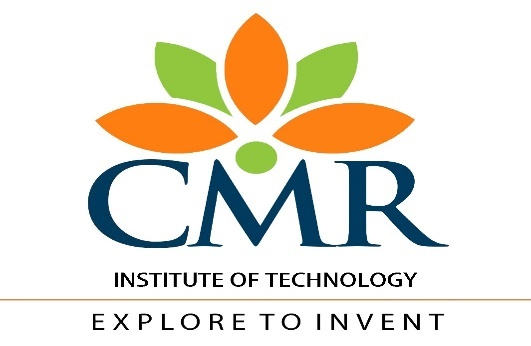 CMR
INSTITUTE OF TECHNOLOGY
EXPLORE TO INVENT